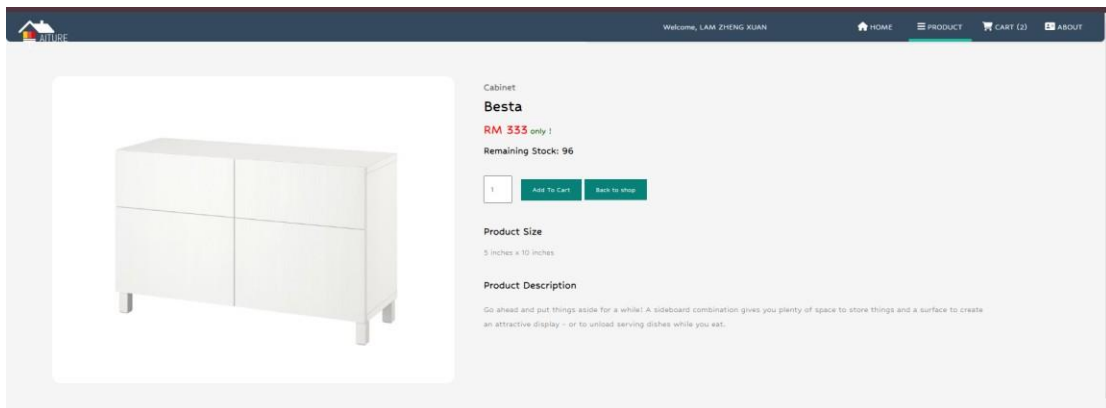 AITURE
Welcome, LAM ZHENG XUAN
HOME
PRODUCT
CART (2)
ABOUT
Cabinet
Besta
RM 333 only !
Remaining Stock: 96
1
Add To Cart
Back to shop
Product Size
5 inches x 10 inches
Product Description
Go ahead and put things aside for a while! A sideboard combination gives you plenty of space to store things and a surface to create
an attractive display - or to unload serving dishes while you eat.